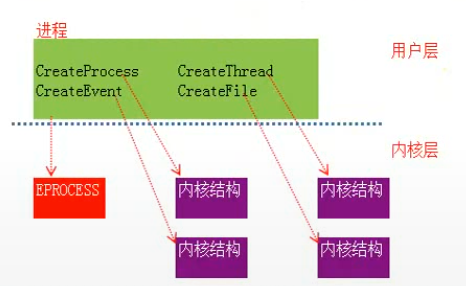 进程
用户层
CreateProcess CreateThread
CreateEvent CreateFile
内核层
EPROCESS 内核结构 内核结构
内核结构 内核结构